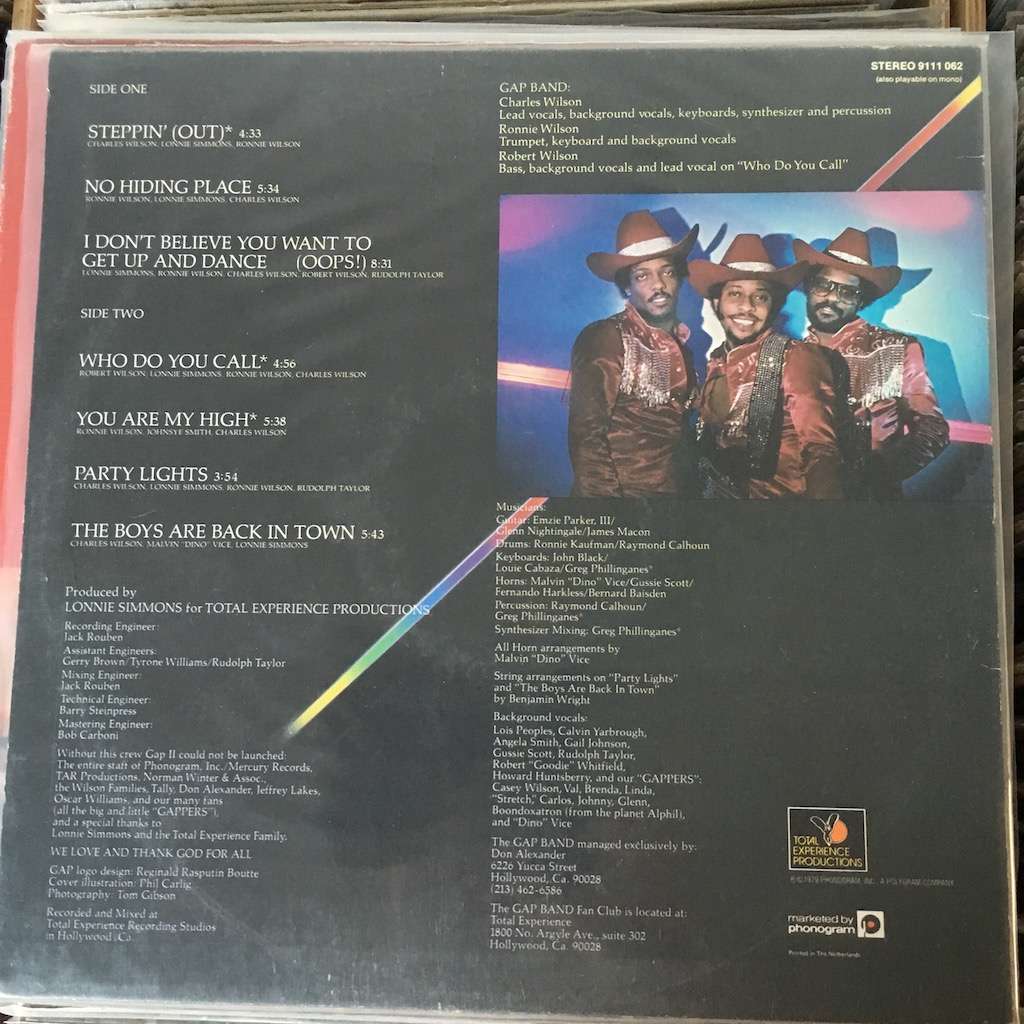 SIDE ONE
STEPPIN' (OUT)* 4:33
CHARLES WILSON, LONNIE SIMMONS, RONNIE WILSON
NO HIDING PLACE 5:34
RONNIE WILSON, LONNIE SIMMONS, CHARLES WILSON
I DON'T BELIEVE YOU WANT TO
GET UP AND DANCE (OOPS!) 8:31
LONNIE SIMMONS, RONNIE WILSON, CHARLES WILSON, ROBERT WILSON, RUDOLPH TAYLOR
SIDE TWO
WHO DO YOU CALL* 4:56
ROBERT WILSON, LONNIE SIMMONS, RONNIE WILSON, CHARLES WILSON
YOU ARE MY HIGH* 5:38
RONNIE WILSON, JOHNSYE SMITH, CHARLES WILSON
PARTY LIGHTS 3:54
CHARLES WILSON, LONNIE SIMMONS, RONNIE WILSON, RUDOLPH TAYLOR
THE BOYS ARE BACK IN TOWN 5:43
CHARLES WILSON, MALVIN "DINO" VICE, LONNIE SIMMONS
Produced by
LONNIE SIMMONS for TOTAL EXPERIENCE PRODUCTIONS
Recording Engineer:
Jack Rouben
Assistant Engineers:
Gerry Brown/Tyrone Williams/Rudolph Taylor
Mixing Engineer:
Jack Rouben
Technical Engineer:
Barry Steinpress
Mastering Engineer:
Bob Carboni
Without this crew Gap II could not be launched:
The entire staff of Phonogram, Inc./Mercury Records,
TAR Productions, Norman Winter & Assoc.,
the Wilson Families, Tally, Don Alexander, Jeffrey Lakes,
Oscar Williams, and our many fans
(all the big and little "GAPPERS"),
and a special thanks to
Lonnie Simmons and the Total Experience Family.
WE LOVE AND THANK GOD FOR ALL
GAP logo design: Reginald Rasputin Boutte
Cover illustration: Phil Carlig
Photography: Tom Gibson
Recorded and Mixed at
Total Experience Recording Studios
in Hollywood, Ca.
STEREO 9111 062
(also playable on mono)
GAP BAND:
Charles Wilson
Lead vocals, background vocals, keyboards, synthesizer and percussion
Ronnie Wilson
Trumpet, keyboard and background vocals
Robert Wilson
Bass, background vocals and lead vocal on "Who Do You Call"
Musicians:
Guitar: Emzie Parker, III/
Glenn Nightingale/James Macon
Drums: Ronnie Kaufman/Raymond Calhoun
Keyboards: John Black/
Louie Cabaza/Greg Phillinganes*
Horns: Malvin "Dino" Vice/Gussie Scott/
Fernando Harkless/Bernard Baisden
Percussion: Raymond Calhoun/
Greg Phillinganes*
Synthesizer Mixing: Greg Phillinganes*
All Horn arrangements by
Malvin "Dino" Vice
String arrangements on "Party Lights"
and "The Boys Are Back In Town"
by Benjamin Wright
Background vocals:
Lois Peoples, Calvin Yarbrough,
Angela Smith, Gail Johnson,
Gussie Scott, Rudolph Taylor,
Robert "Goodie" Whitfield,
Howard Huntsberry, and our "GAPPERS":
Casey Wilson, Val, Brenda, Linda,
"Stretch," Carlos, Johnny, Glenn,
Boondoxatron (from the planet Alphil),
and "Dino" Vice
The GAP BAND managed exclusively by:
Don Alexander
6226 Yucca Street
Hollywood, Ca. 90028
(213) 462-6586
The GAP BAND Fan Club is located at:
Total Experience
1800 No. Argyle Ave., suite 302
Hollywood, Ca. 90028
TOTAL
EXPERIENCE
PRODUCTIONS
℗ © 1979 PHONOGRAM, INC., A POLYGRAM COMPANY
marketed by
phonogram
Printed in The Netherlands